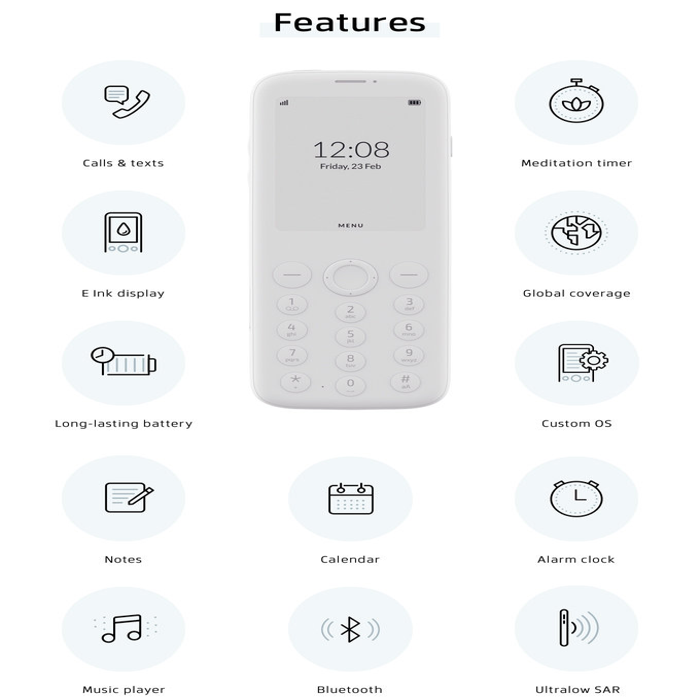 Features
Calls & texts
Meditation timer
12:08
Friday, 23 Feb
MENU
E Ink display
Global coverage
1
2
abc
3
def
4
ghi
5
jkl
6
mno
7
pqrs
8
tuv
9
wxyz
*
0
#
Long-lasting battery
Custom OS
Notes
Calendar
Alarm clock
Music player
Bluetooth
Ultralow SAR